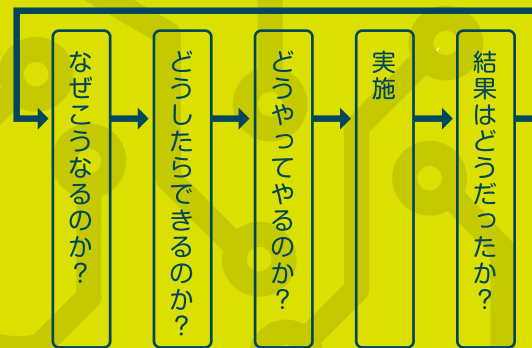 なぜこうなるのか？
どうしたらできるのか？
どうやってやるのか？
実施
結果はどうだったか？